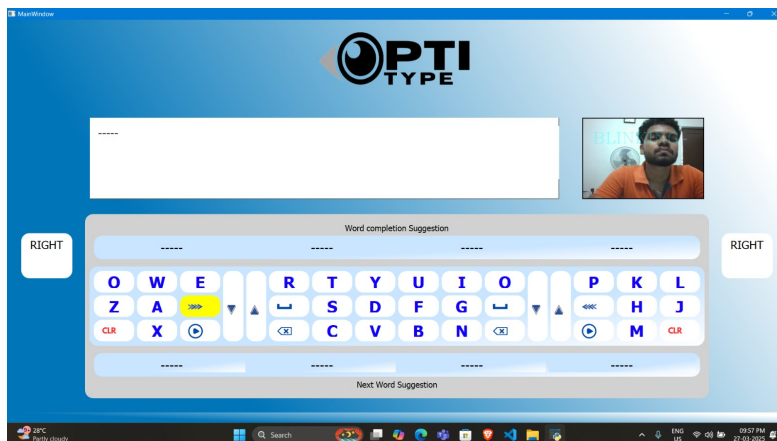 MainWindow
OPTI
TYPE
-----
BLIN
Word completion Suggestion
RIGHT
----- ----- ----- -----
RIGHT
O W E R T Y U I O P K L
Z A S D F G H J
CLR X C V B N M CLR
----- ----- ----- -----
Next Word Suggestion
28°C
Partly cloudy
Search
ENG
US
09:57 PM
27-03-2025